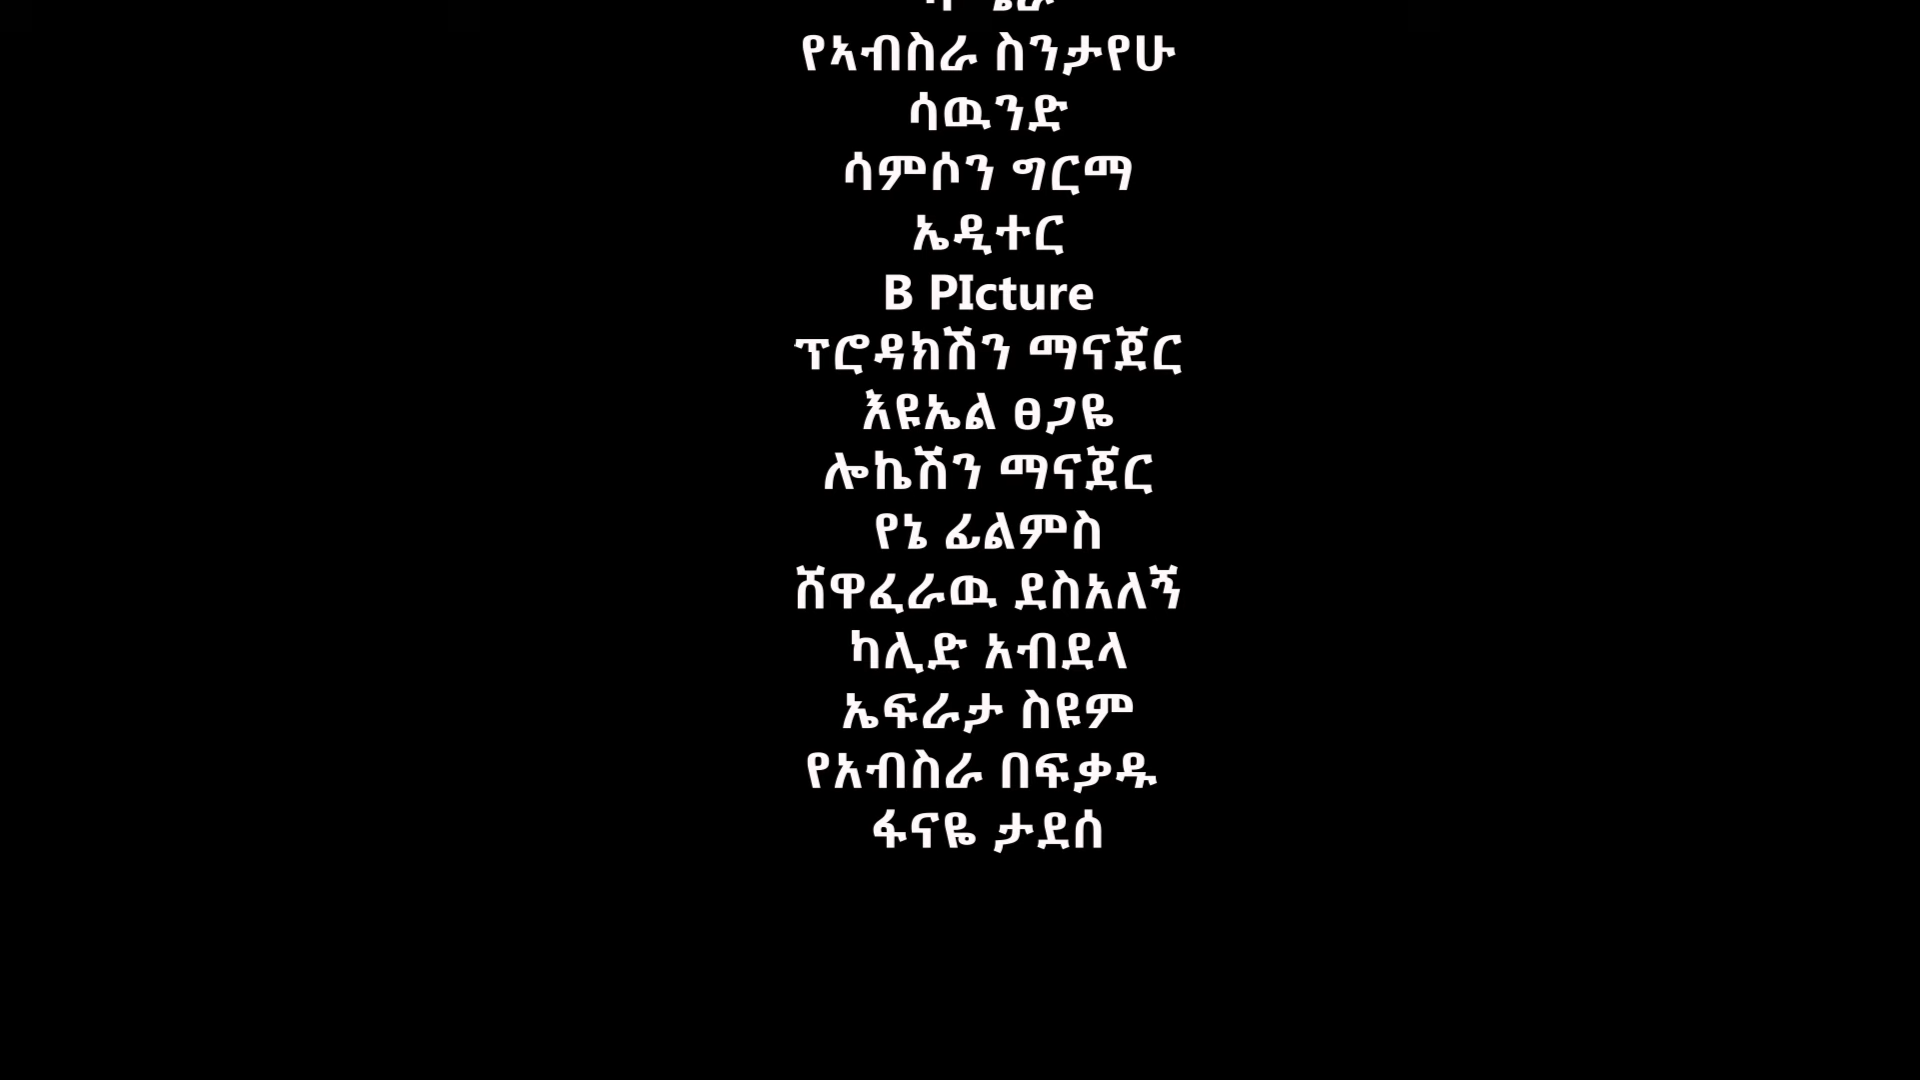 የኣብስራ ስንታየሁ
ሳዉንድ
ሳምሶን ግርማ
ኤዲተር
B PIcture
ፕሮዳክሽን ማናጀር
እዩኤል ፀጋዬ
ሎኬሽን ማናጀር
የኔ ፊልምስ
ሸዋፈራዉ ደስአለኝ
ካሊድ አብደላ
ኤፍራታ ስዩም
የአብስራ በፍቃዱ
ፋናዬ ታደሰ